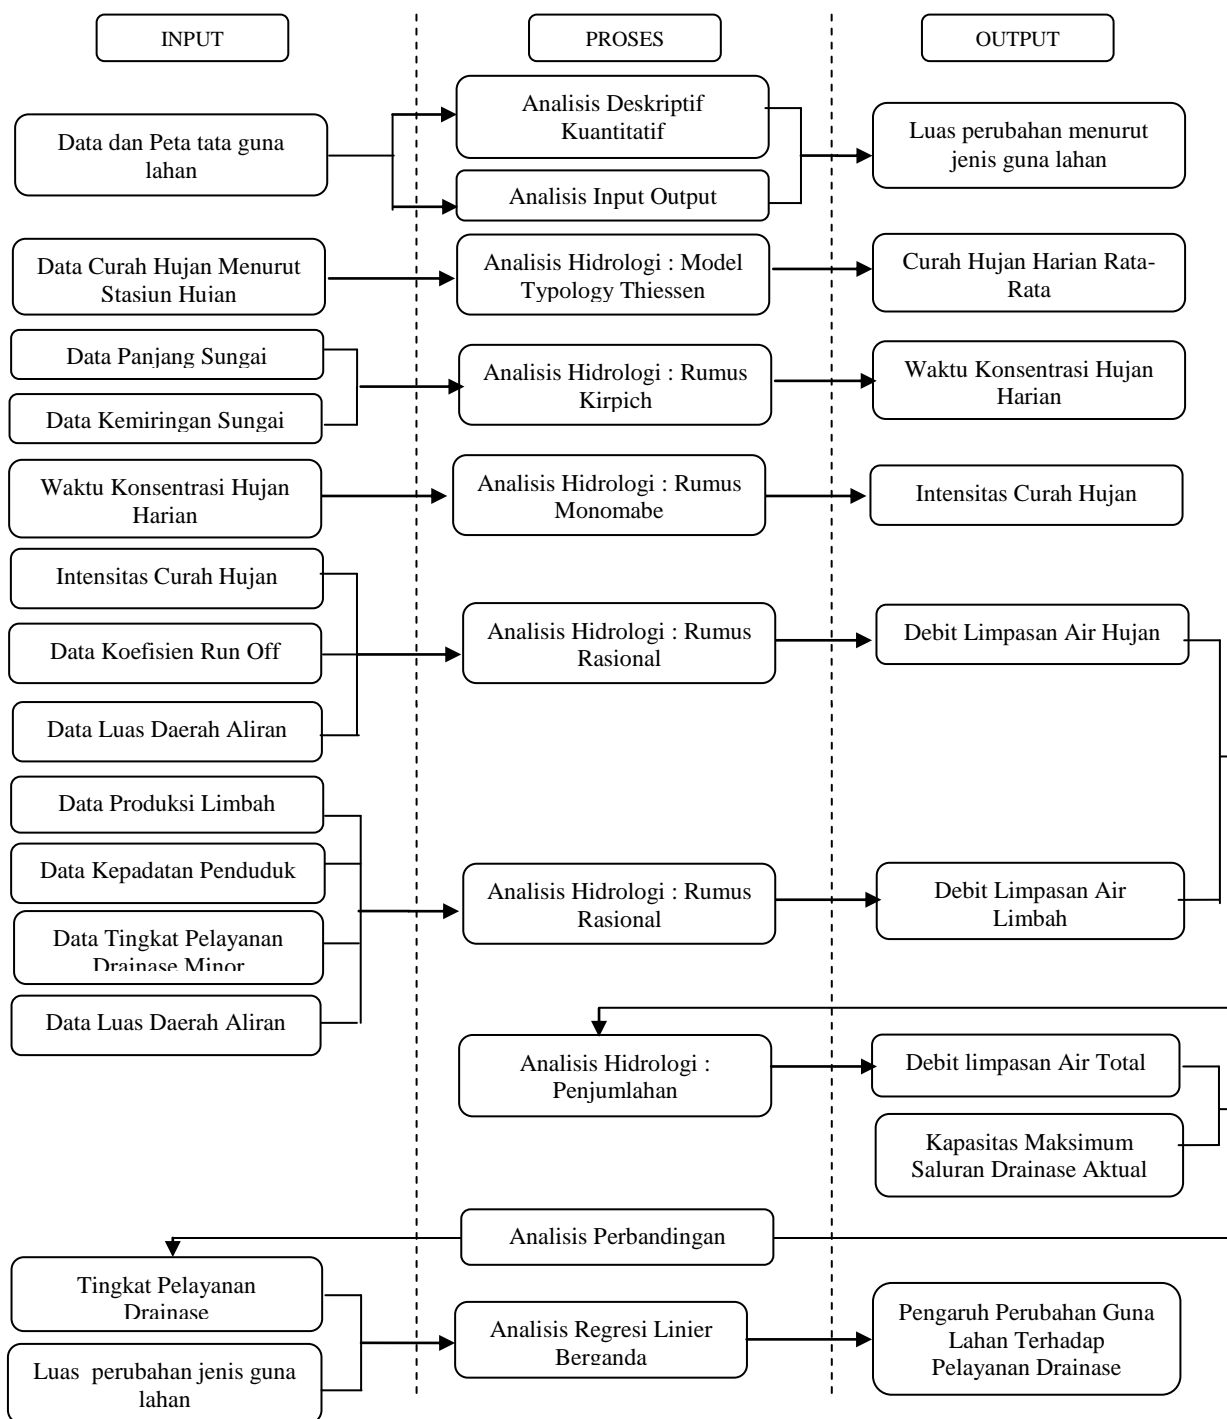 INPUT
PROSES
OUTPUT
Data dan Peta tata guna
lahan
Analisis Deskriptif
Kuantitatif
Analisis Input Output
Luas perubahan menurut
jenis guna lahan
Data Curah Hujan Menurut
Stasiun Hujan
Analisis Hidrologi : Model
Typology Thiessen
Curah Hujan Harian Rata-
Rata
Data Panjang Sungai
Data Kemiringan Sungai
Analisis Hidrologi : Rumus
Kirpich
Waktu Konsentrasi Hujan
Harian
Waktu Konsentrasi Hujan
Harian
Analisis Hidrologi : Rumus
Monomabe
Intensitas Curah Hujan
Intensitas Curah Hujan
Data Koefisien Run Off
Data Luas Daerah Aliran
Analisis Hidrologi : Rumus
Rasional
Debit Limpasan Air Hujan
Data Produksi Limbah
Data Kepadatan Penduduk
Data Tingkat Pelayanan
Drainase Minor
Data Luas Daerah Aliran
Analisis Hidrologi : Rumus
Rasional
Debit Limpasan Air
Limbah
Analisis Hidrologi :
Penjumlahan
Debit limpasan Air Total
Kapasitas Maksimum
Saluran Drainase Aktual
Analisis Perbandingan
Tingkat Pelayanan
Drainase
Luas  perubahan jenis guna
lahan
Analisis Regresi Linier
Berganda
Pengaruh Perubahan Guna
Lahan Terhadap
Pelayanan Drainase